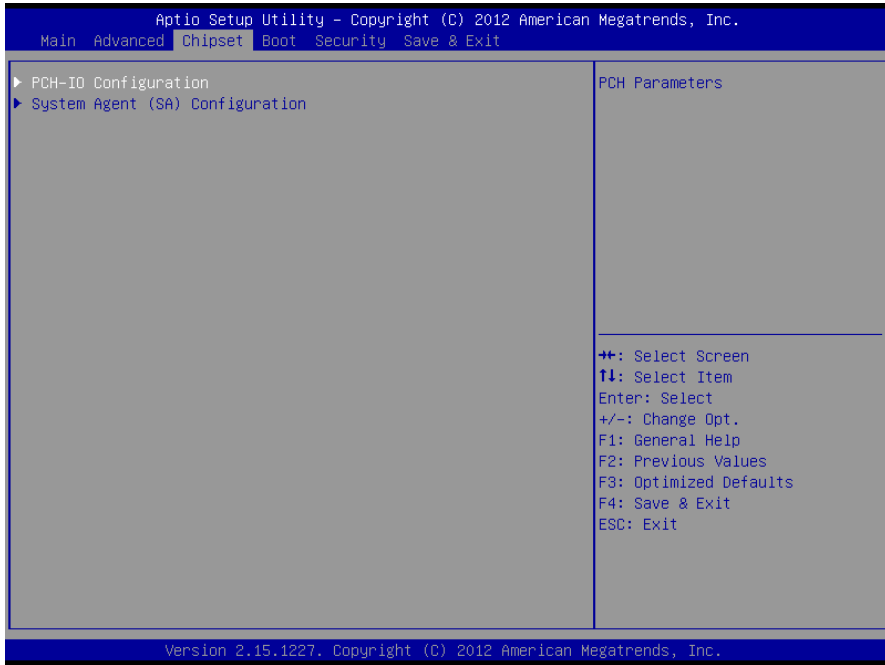 Aptio Setup Utility – Copyright (C) 2012 American Megatrends, Inc.
Main Advanced Chipset Boot Security Save & Exit
▶ PCH-IO Configuration
▶ System Agent (SA) Configuration
PCH Parameters
→←: Select Screen
↑↓: Select Item
Enter: Select
+/-: Change Opt.
F1: General Help
F2: Previous Values
F3: Optimized Defaults
F4: Save & Exit
ESC: Exit
Version 2.15.1227. Copyright (C) 2012 American Megatrends, Inc.